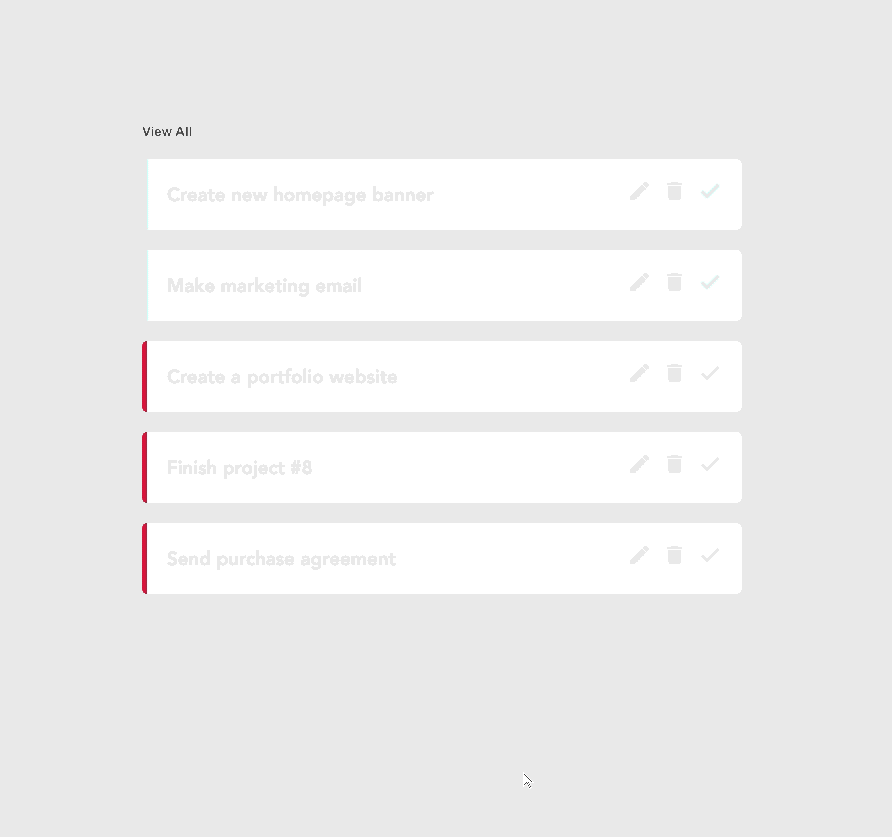 View All
Create new homepage banner
Make marketing email
Create a portfolio website
Finish project #8
Send purchase agreement